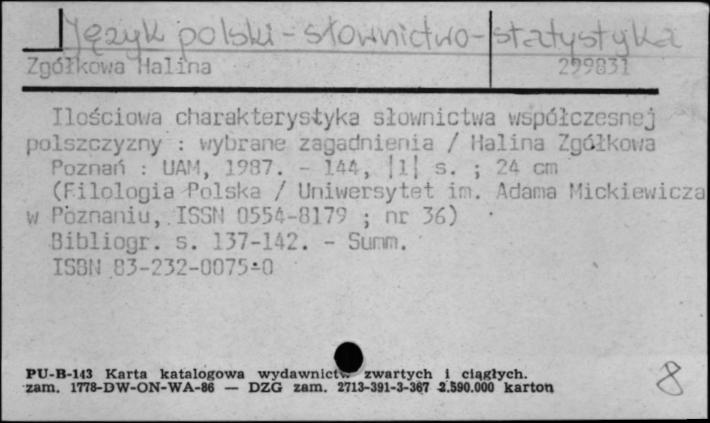 Język polski - słownictwo - statystyka
Zgółkowa Halina 299831
Ilościowa charakterystyka słownictwa współczesnej
polszczyzny : wybrane zagadnienia / Halina Zgółkowa
Poznań : UAM, 1987. - 144, |1| s. ; 24 cm
(Filologia Polska / Uniwersytet im. Adama Mickiewicza
w Poznaniu, ISSN 0554-8179 ; nr 36)
Bibliogr. s. 137-142. - Summ.
ISBN 83-232-0075-0
PU-B-143 Karta katalogowa wydawnictw zwartych i ciągłych.
zam. 1778-DW-ON-WA-86 — DZG zam. 2713-391-3-367 2.590.000 karton
8